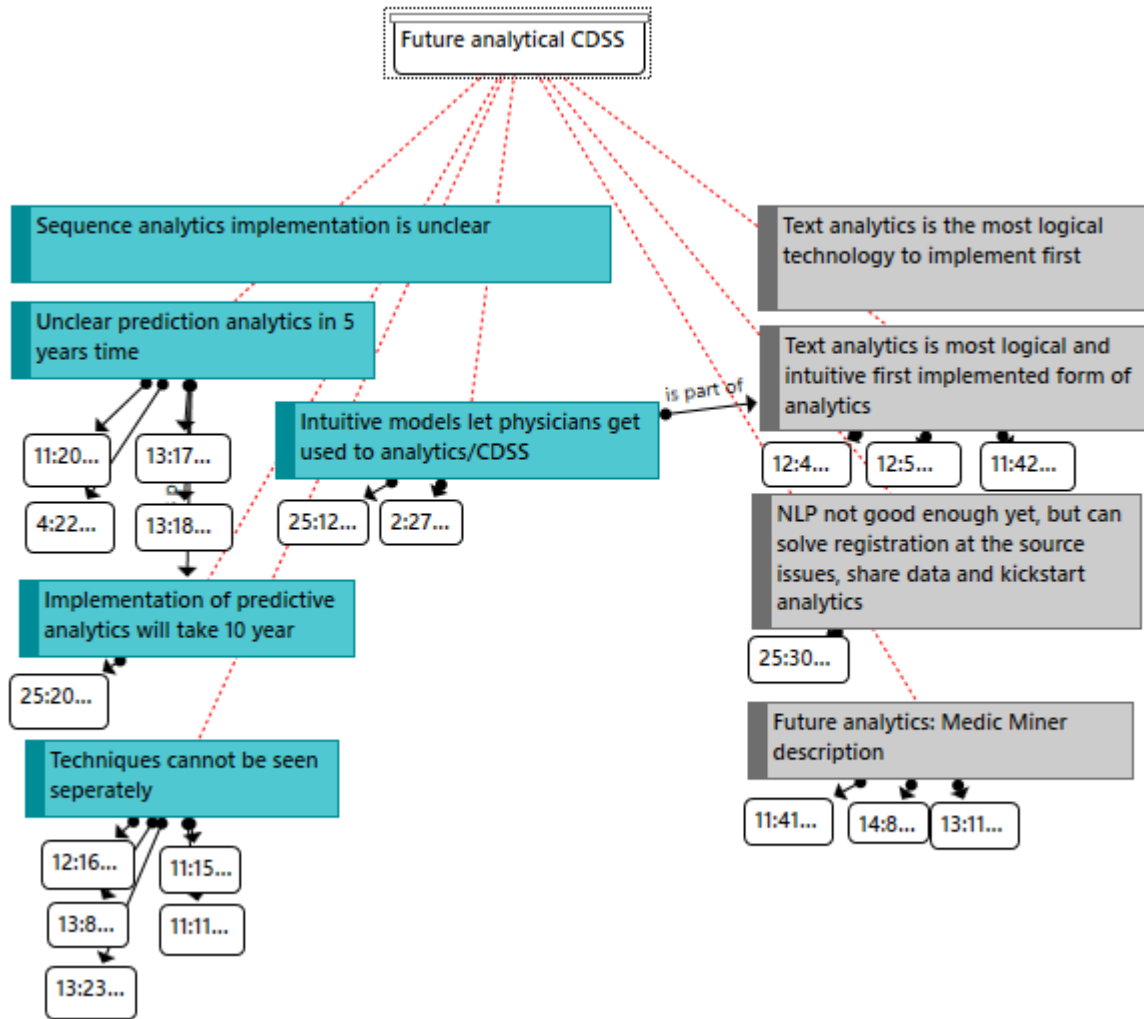 Future analytical CDSS
Sequence analytics implementation is unclear
Text analytics is the most logical
technology to implement first
Unclear prediction analytics in 5
years time
Text analytics is most logical and
intuitive first implemented form of
analytics
is part of
Intuitive models let physicians get
used to analytics/CDSS
11:20...
13:17...
4:22...
13:18...
25:12...
2:27...
12:4...
12:5...
11:42...
NLP not good enough yet, but can
solve registration at the source
issues, share data and kickstart
analytics
Implementation of predictive
analytics will take 10 year
25:20...
25:30...
Future analytics: Medic Miner
description
Techniques cannot be seen
seperately
11:41...
14:8...
13:11...
12:16...
11:15...
13:8...
11:11...
13:23...